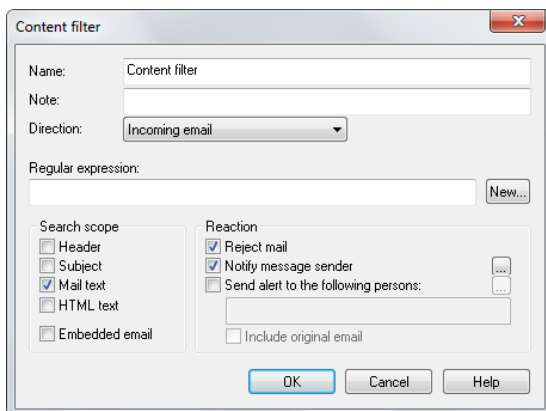 Content filter
Name: Content filter
Note:
Direction: Incoming email
Regular expression:
New...
Search scope
Header
Subject
Mail text
HTML text
Embedded email
Reaction
Reject mail
Notify message sender ...
Send alert to the following persons: ...
Include original email
OK Cancel Help